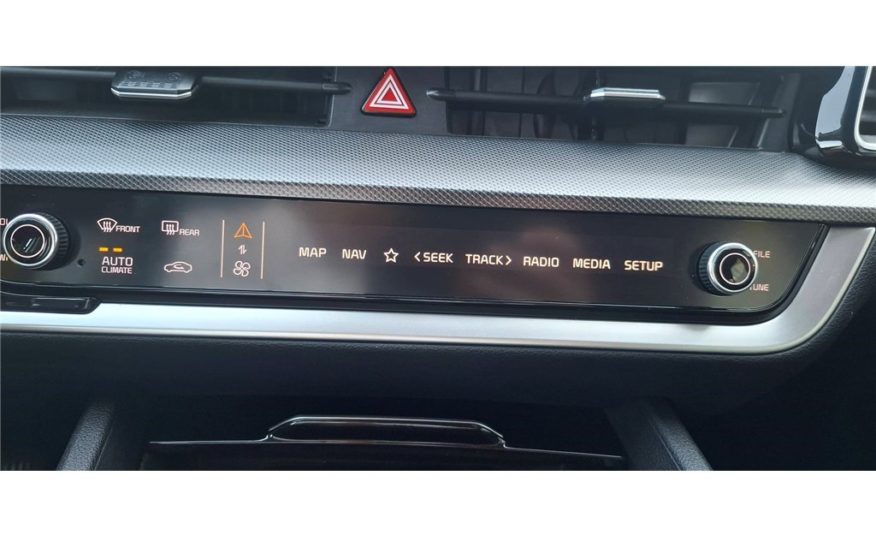 FRONT
REAR
AUTO
CLIMATE
MAP NAV <SEEK TRACK> RADIO MEDIA SETUP
FILE
TUNE